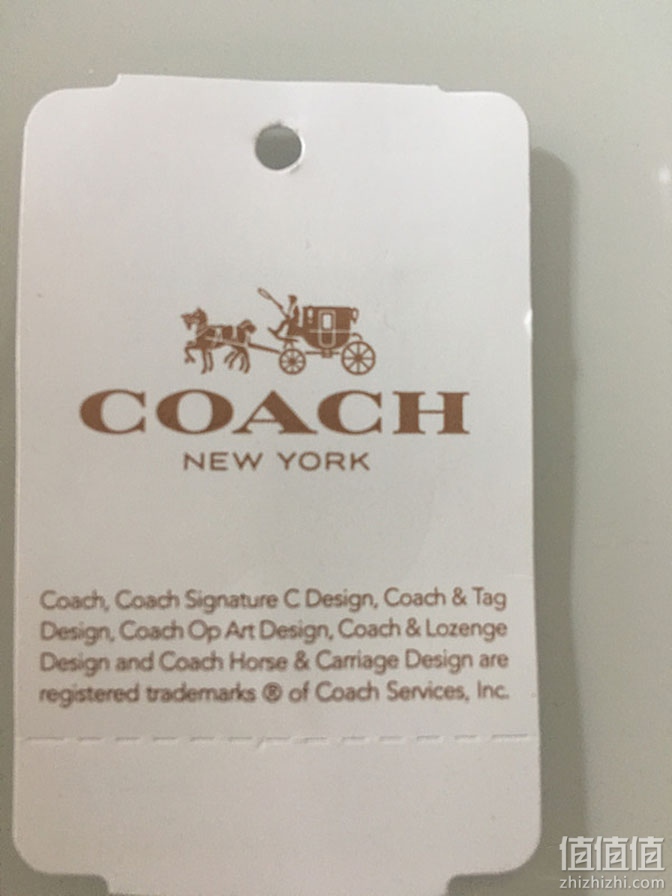 COACH
NEW YORK
Coach, Coach Signature C Design, Coach & Tag
Design, Coach Op Art Design, Coach & Lozenge
Design and Coach Horse & Carriage Design are
registered trademarks ® of Coach Services, Inc.
值值值
zhizhizhi.com